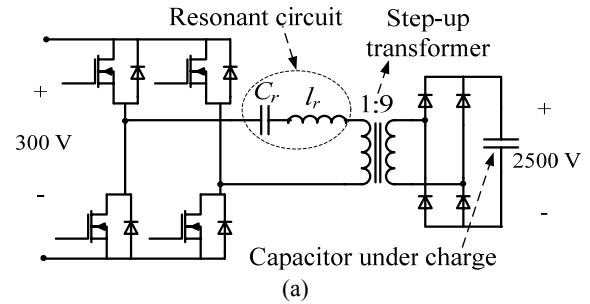 Resonant circuit
Step-up
transformer
Cr
lr
1:9
+
300 V
-
+
2500 V
-
Capacitor under charge
(a)